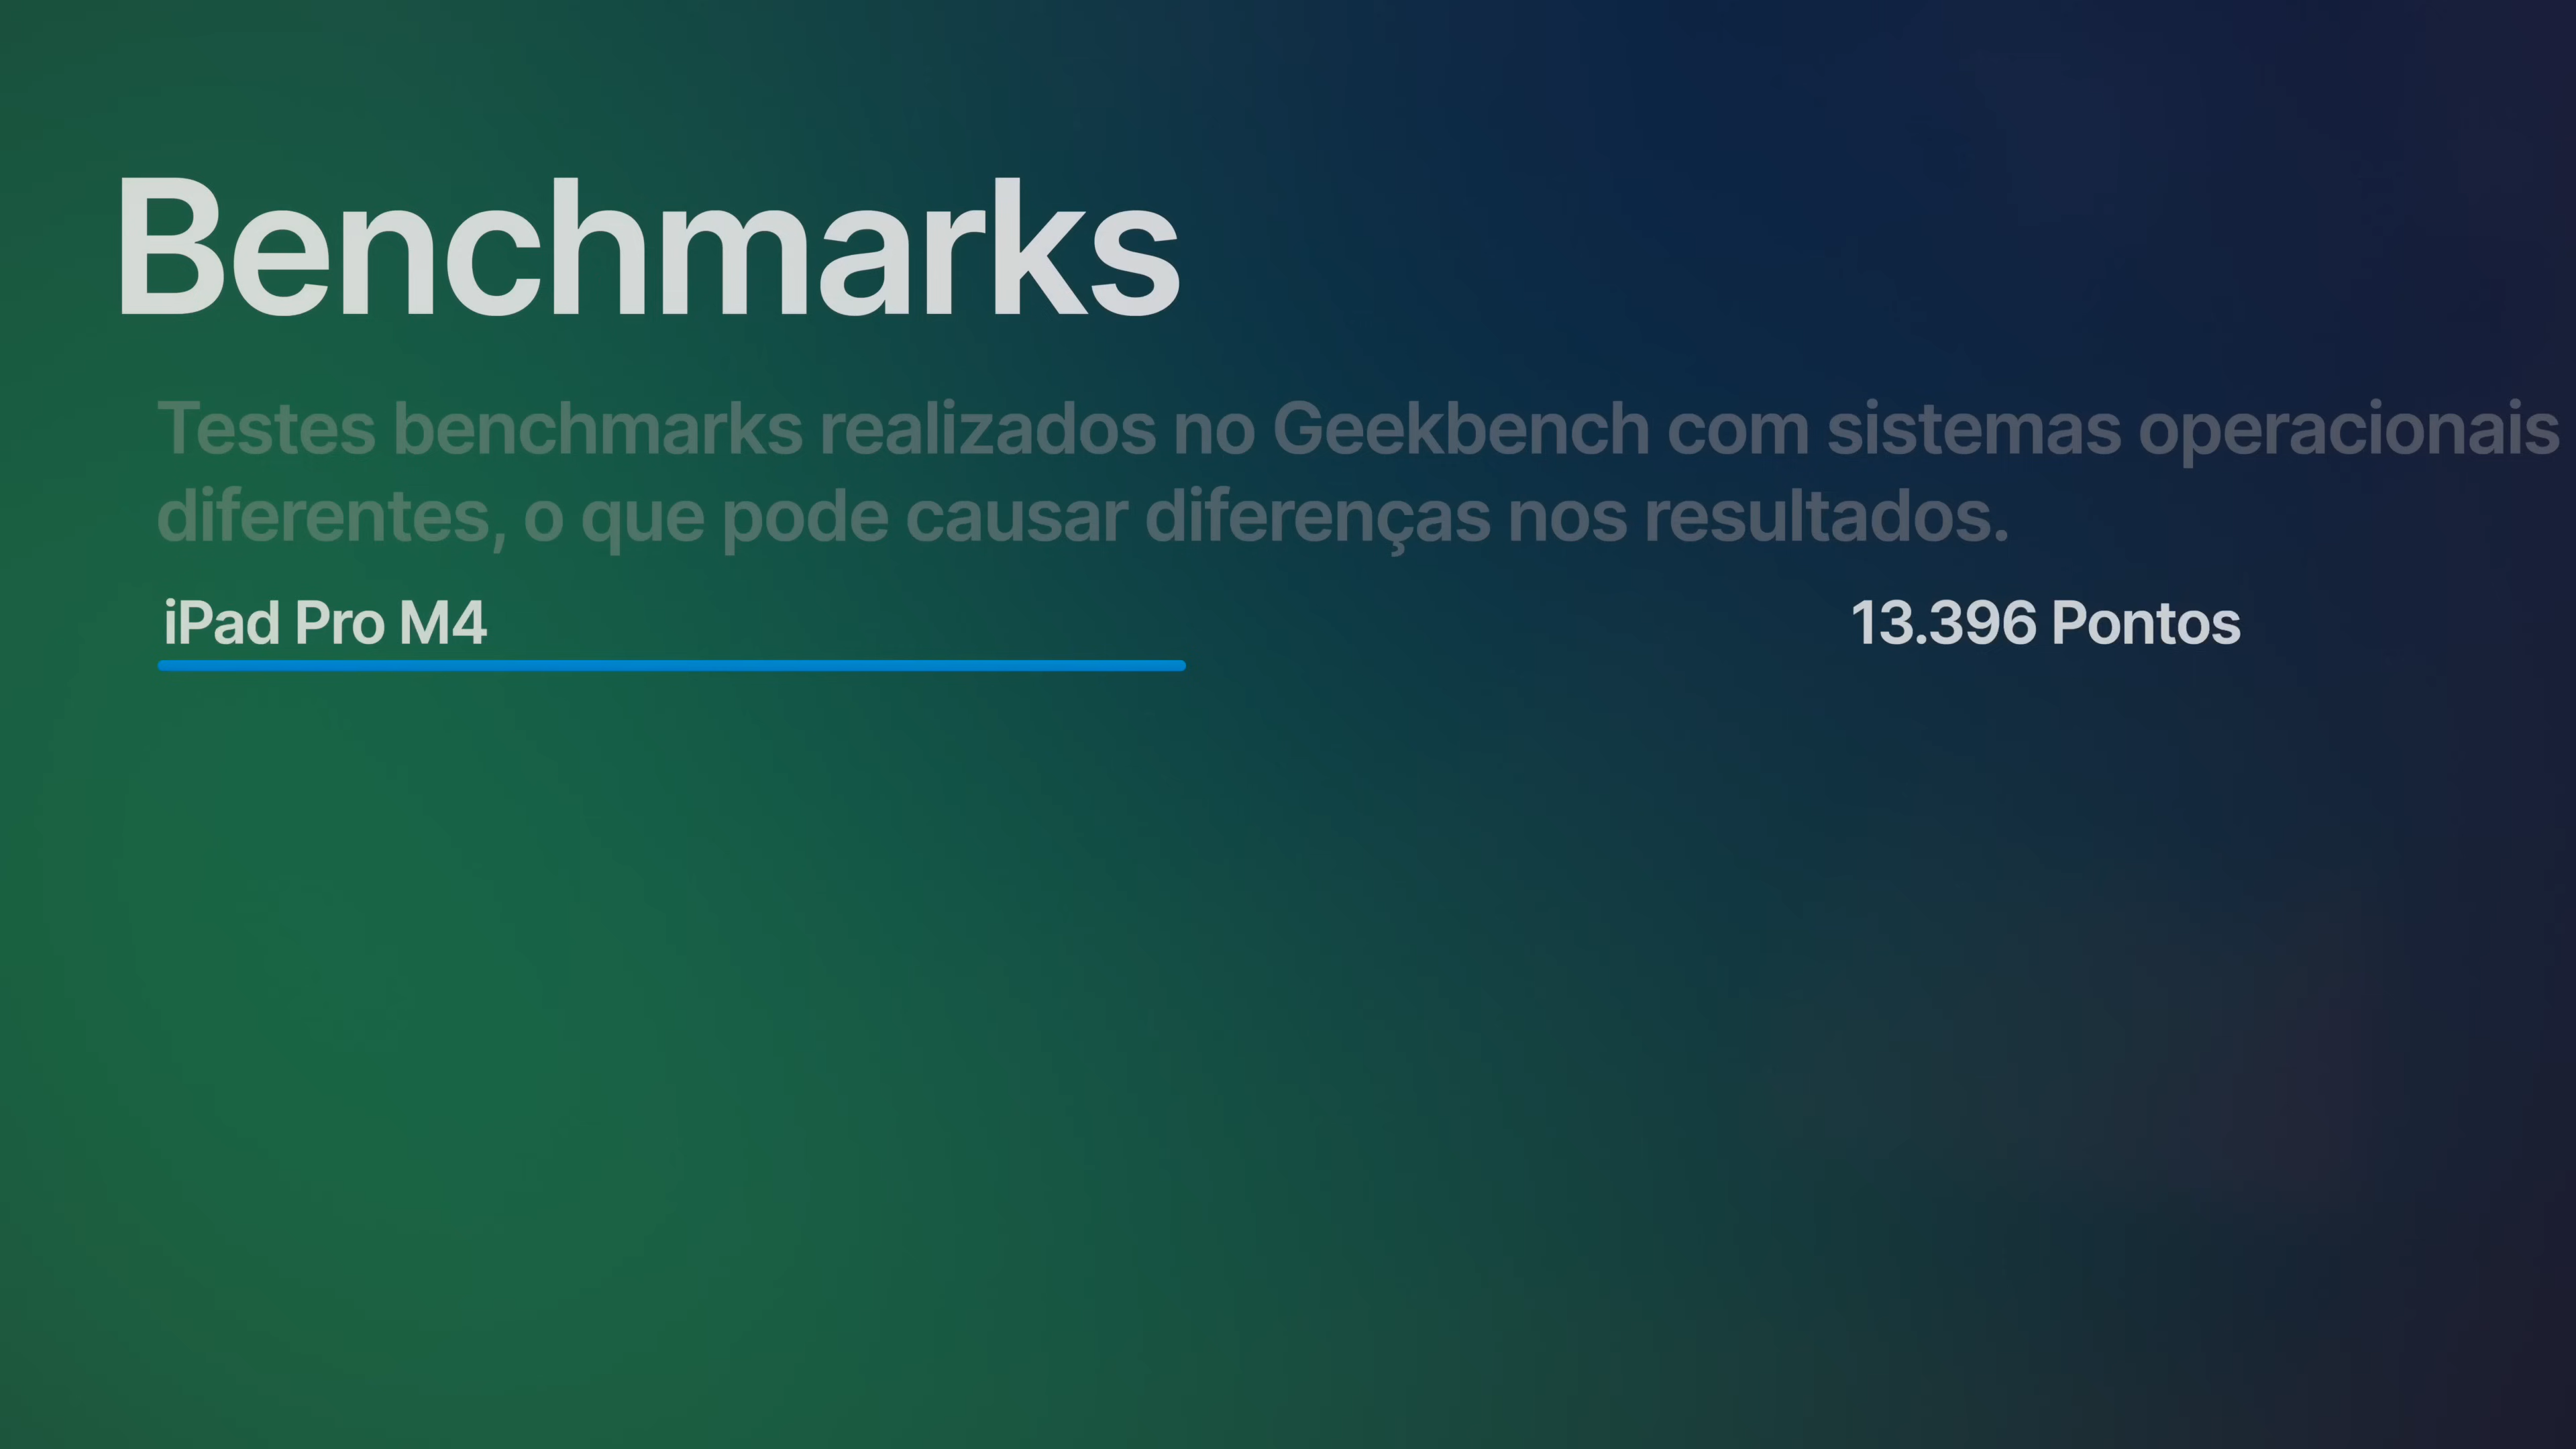 Benchmarks
Testes benchmarks realizados no Geekbench com sistemas operacionais
diferentes, o que pode causar diferenças nos resultados.
iPad Pro M4 13.396 Pontos